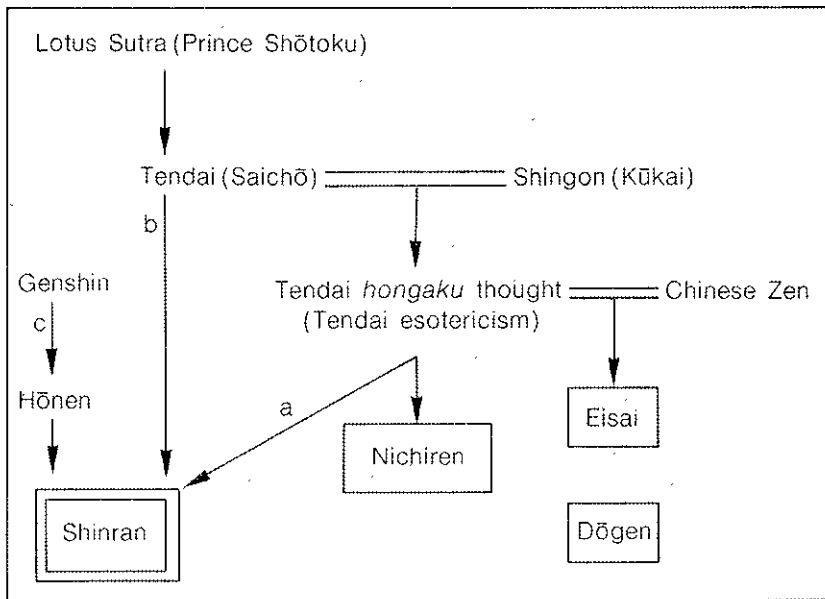 Lotus Sutra (Prince Shōtoku)
Tendai (Saichō)
Shingon (Kūkai)
b
Genshin
Tendai hongaku thought
(Tendai esotericism)
Chinese Zen
c
Hōnen
a
Eisai
Nichiren
Shinran
Dōgen